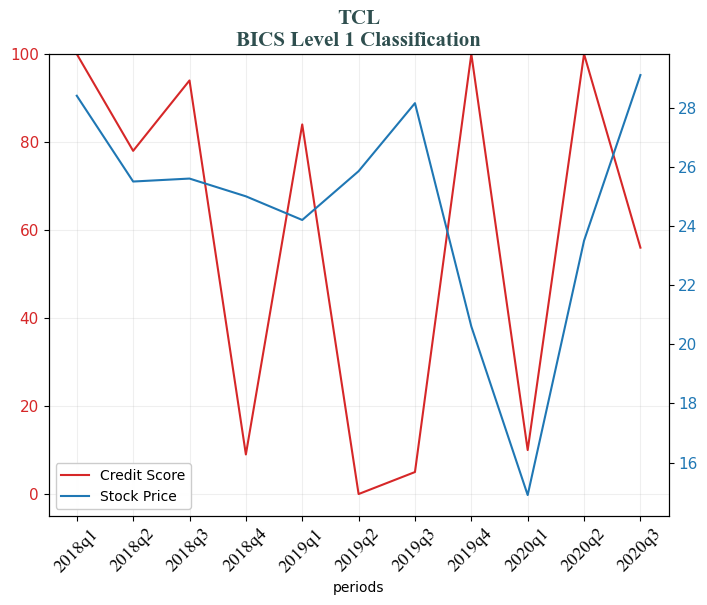 TCL
BICS Level 1 Classification
100
80
60
40
20
0
28
26
24
22
20
18
16
Credit Score
Stock Price
2018q1
2018q2
2018q3
2018q4
2019q1
2019q2
2019q3
2019q4
2020q1
2020q2
2020q3
periods